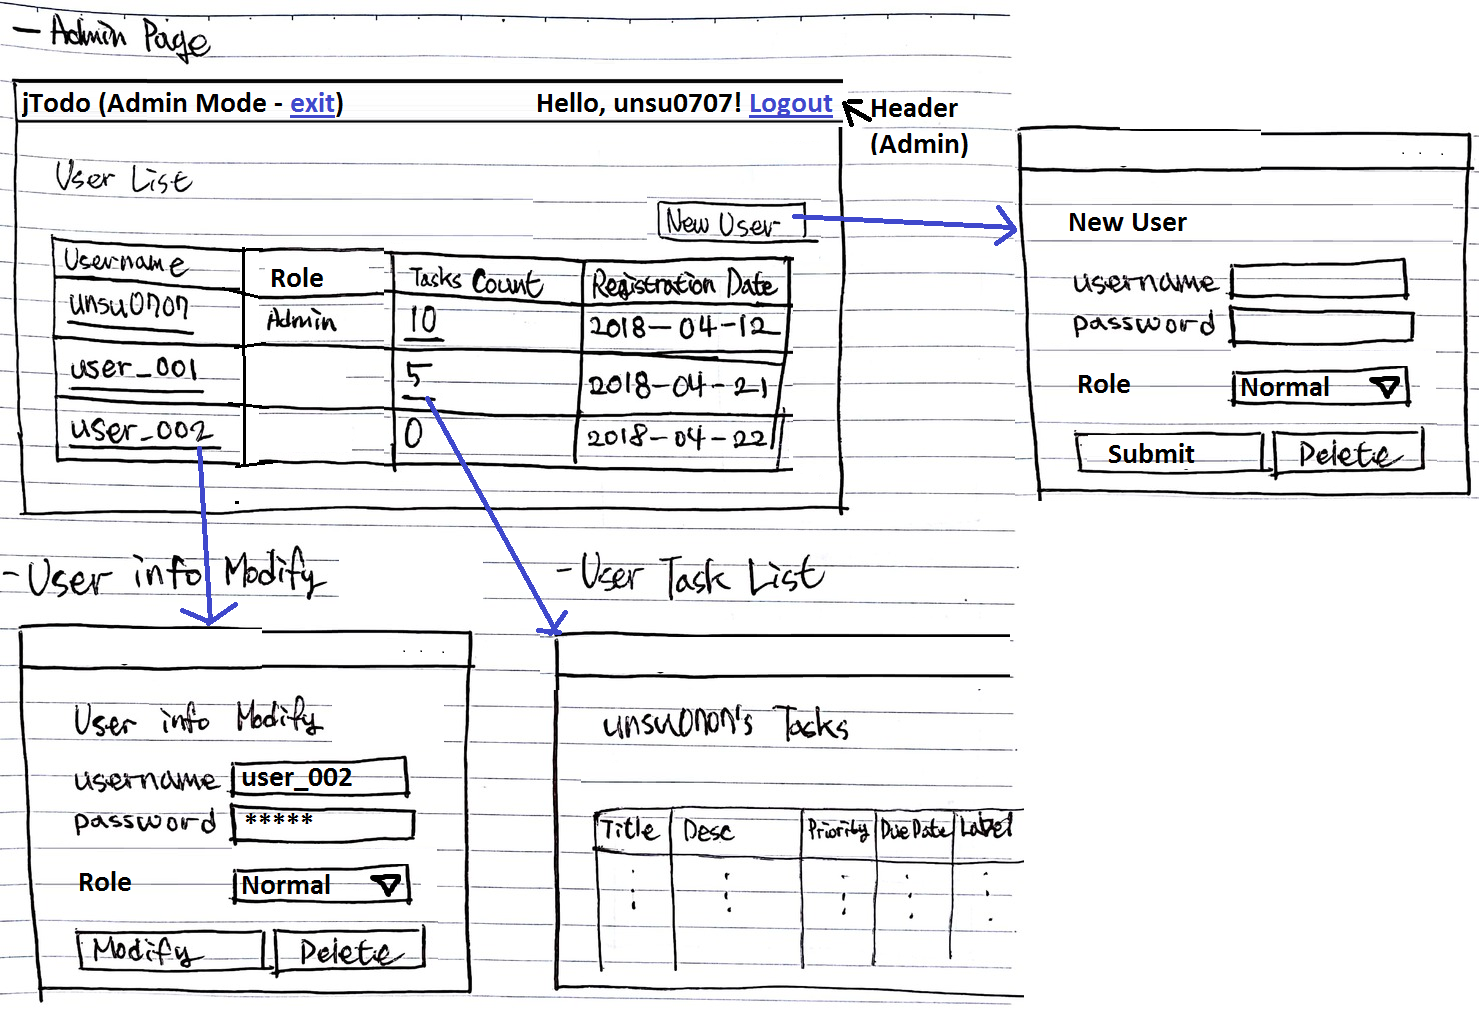 - Admin Page
jTodo (Admin Mode - exit) Hello, unsu0707! Logout
Header
(Admin)
User List
New User
Username Role Tasks Count Registration Date
unsu0707 Admin 10 2018-04-12
user_001 5 2018-04-21
user_002 0 2018-04-22
...
New User
username
password
Role Normal
Submit Delete
- User info Modify
...
User info Modify
username user_002
password *****
Role Normal
Modify Delete
- User Task List
unsu0707's Tasks
Title Desc Priority Due Date Label